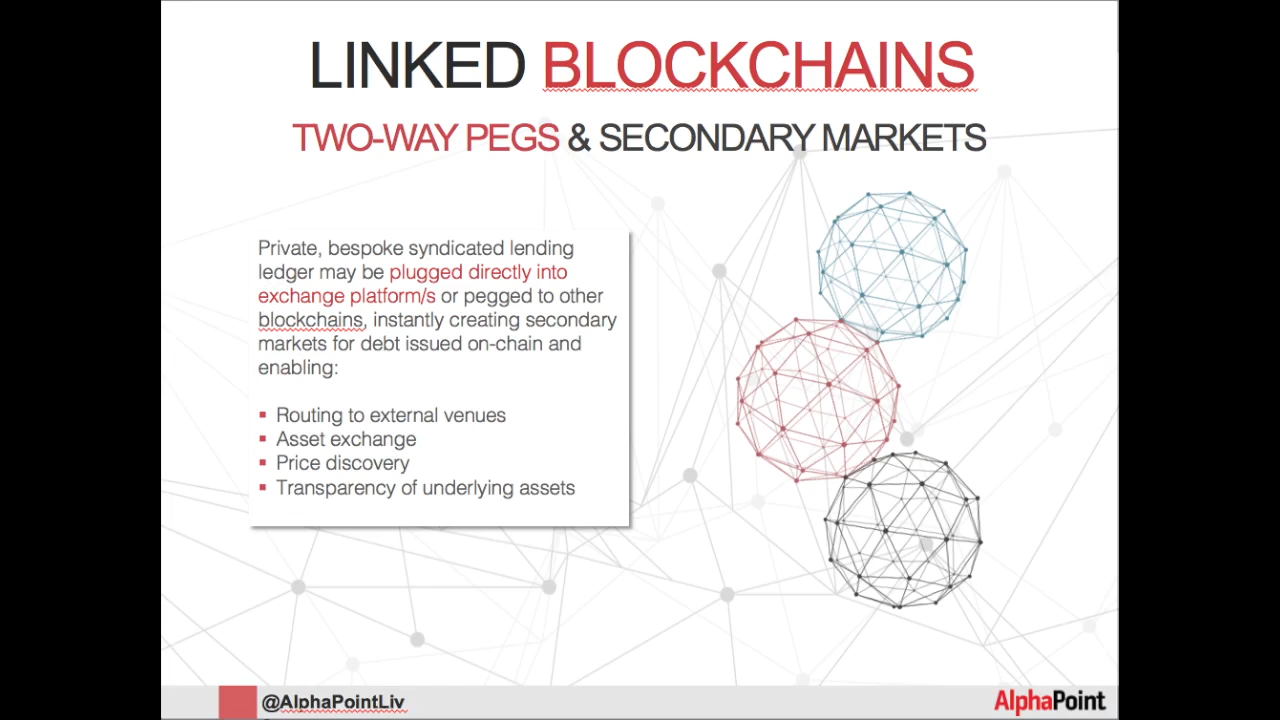 LINKED BLOCKCHAINS
TWO-WAY PEGS & SECONDARY MARKETS
Private, bespoke syndicated lending
ledger may be plugged directly into
exchange platform/s or pegged to other
blockchains, instantly creating secondary
markets for debt issued on-chain and
enabling:
▪ Routing to external venues
▪ Asset exchange
▪ Price discovery
▪ Transparency of underlying assets
@AlphaPointLiv
AlphaPoint